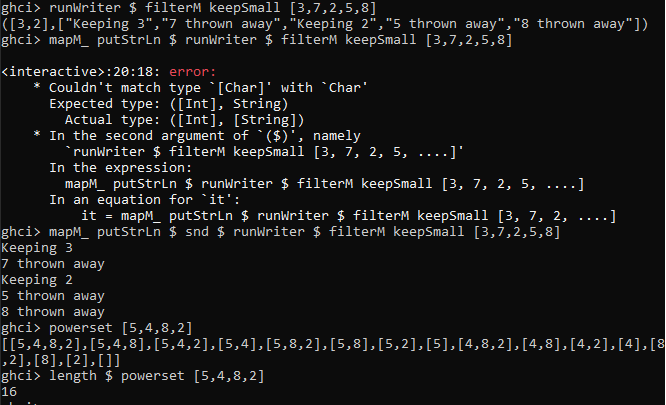 ghci> runWriter $ filterM keepSmall [3,7,2,5,8]
([3,2],["Keeping 3","7 thrown away","Keeping 2","5 thrown away","8 thrown away"])
ghci> mapM_ putStrLn $ runWriter $ filterM keepSmall [3,7,2,5,8]
<interactive>:20:18: error:
    * Couldn't match type `[Char]' with `Char'
      Expected type: ([Int], String)
        Actual type: ([Int], [String])
    * In the second argument of `($)', namely
        `runWriter $ filterM keepSmall [3, 7, 2, 5, ....]'
      In the expression:
        mapM_ putStrLn $ runWriter $ filterM keepSmall [3, 7, 2, 5, ....]
      In an equation for `it':
          it = mapM_ putStrLn $ runWriter $ filterM keepSmall [3, 7, 2, ....]
ghci> mapM_ putStrLn $ snd $ runWriter $ filterM keepSmall [3,7,2,5,8]
Keeping 3
7 thrown away
Keeping 2
5 thrown away
8 thrown away
ghci> powerset [5,4,8,2]
[[5,4,8,2],[5,4,8],[5,4,2],[5,4],[5,8,2],[5,8],[5,2],[5],[4,8,2],[4,8],[4,2],[4],[8
,2],[8],[2],[]]
ghci> length $ powerset [5,4,8,2]
16